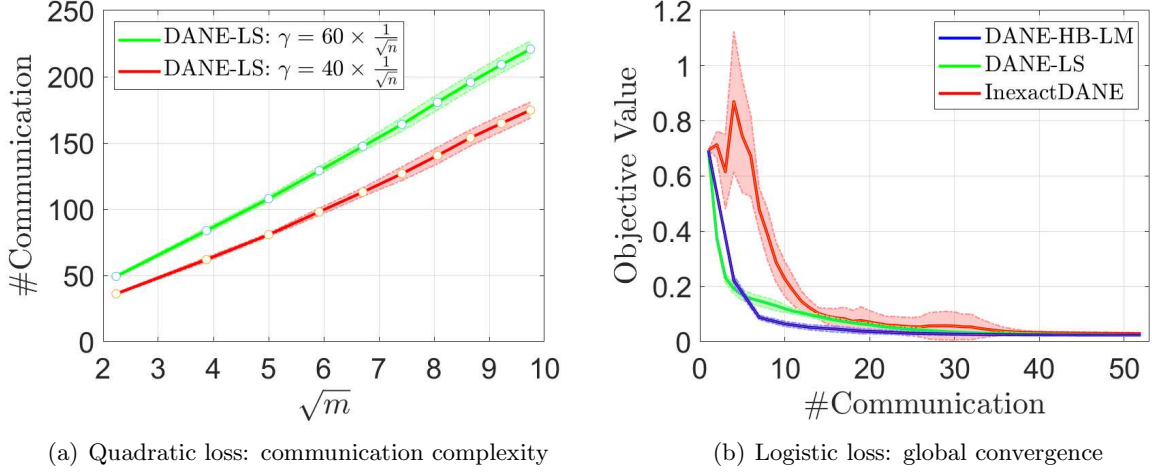 250
200
150
100
50
0
#Communication
DANE-LS: γ = 60 × 1/√n
DANE-LS: γ = 40 × 1/√n
2 3 4 5 6 7 8 9 10
√m
(a) Quadratic loss: communication complexity
1.2
1
0.8
0.6
0.4
0.2
0
Objective Value
DANE-HB-LM
DANE-LS
InexactDANE
0 10 20 30 40 50
#Communication
(b) Logistic loss: global convergence